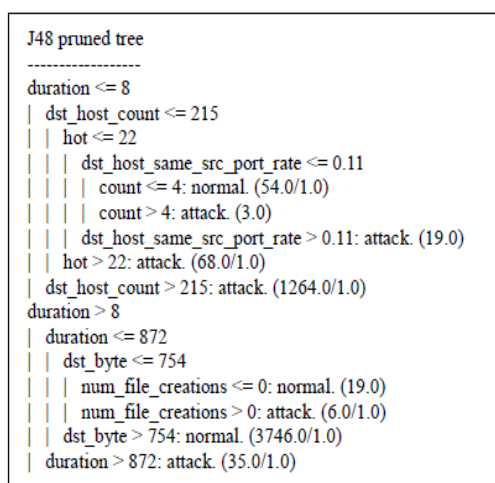 J48 pruned tree
------------------
duration <= 8
| dst_host_count <= 215
| | hot <= 22
| | | dst_host_same_src_port_rate <= 0.11
| | | | count <= 4: normal. (54.0/1.0)
| | | | count > 4: attack. (3.0)
| | | dst_host_same_src_port_rate > 0.11: attack. (19.0)
| | hot > 22: attack. (68.0/1.0)
| dst_host_count > 215: attack. (1264.0/1.0)
duration > 8
| duration <= 872
| | dst_byte <= 754
| | | num_file_creations <= 0: normal. (19.0)
| | | num_file_creations > 0: attack. (6.0/1.0)
| | dst_byte > 754: normal. (3746.0/1.0)
| duration > 872: attack. (35.0/1.0)